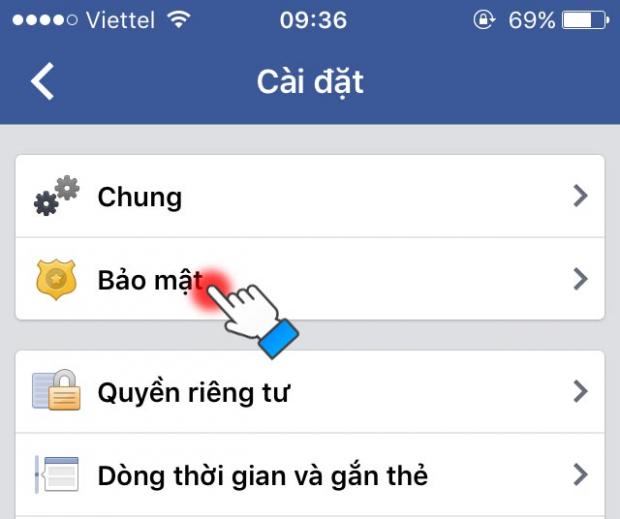 Viettel 09:36 69%
Cài đặt
Chung
Bảo mật
Quyền riêng tư
Dòng thời gian và gắn thẻ